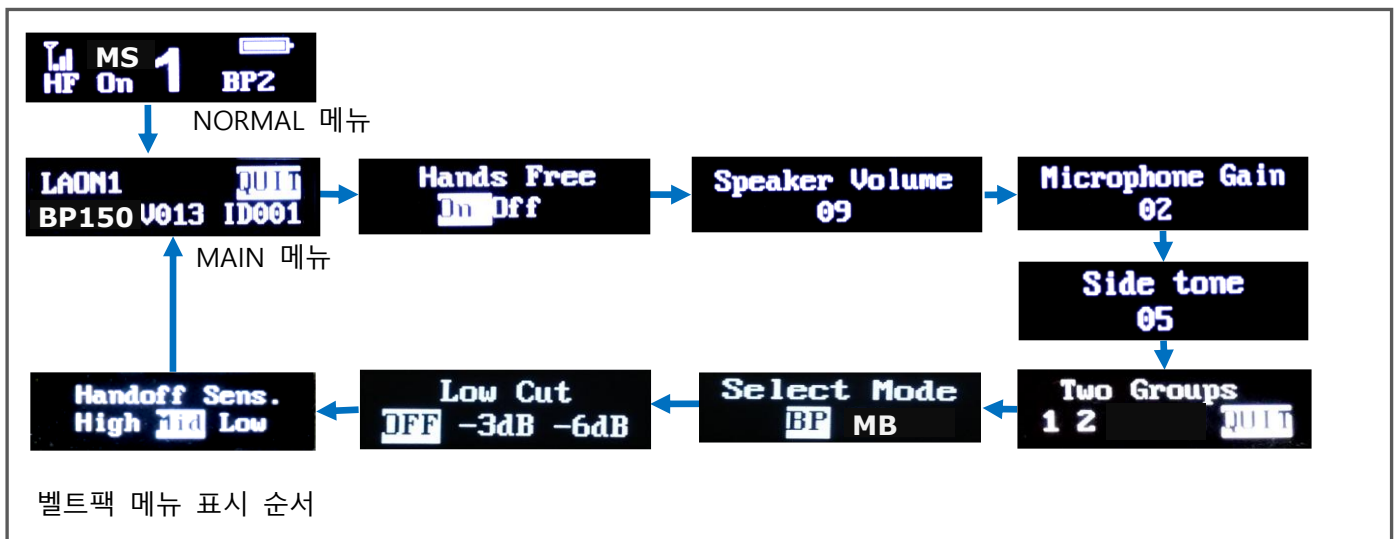 MS 1
HF On BP2
NORMAL 메뉴
LAON1 QUIT
BP150 V013 ID001
MAIN 메뉴
Hands Free
On Off
Speaker Volume
09
Microphone Gain
02
Side tone
05
Two Groups
1 2 QUIT
Select Mode
BP MB
Low Cut
OFF -3dB -6dB
Handoff Sens.
High Mid Low
벨트팩 메뉴 표시 순서